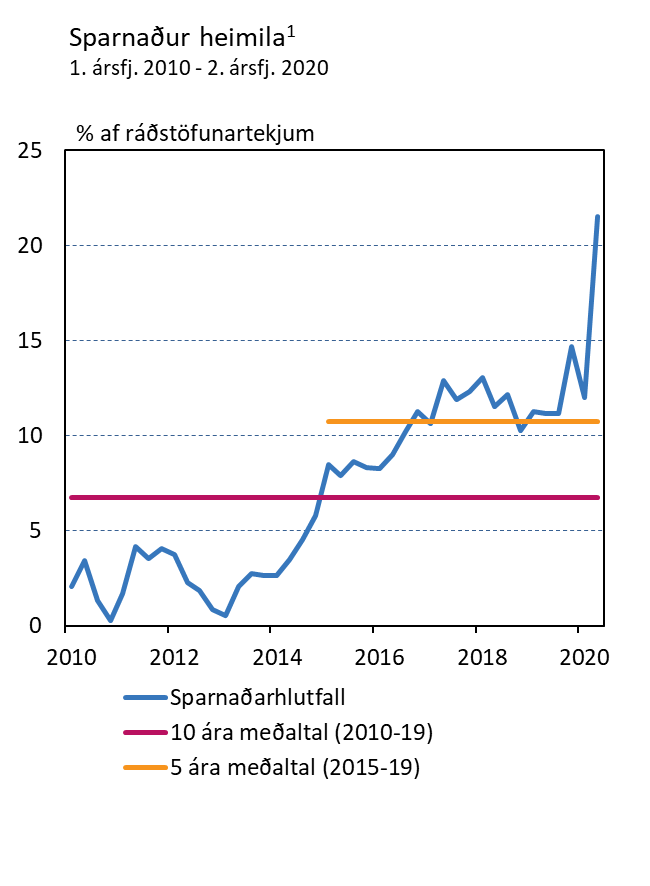 Sparnaður heimila¹
1. ársfj. 2010 - 2. ársfj. 2020
% af ráðstöfunartekjum
25
20
15
10
5
0
2010 2012 2014 2016 2018 2020
Sparnaðarhlutfall
10 ára meðaltal (2010-19)
5 ára meðaltal (2015-19)